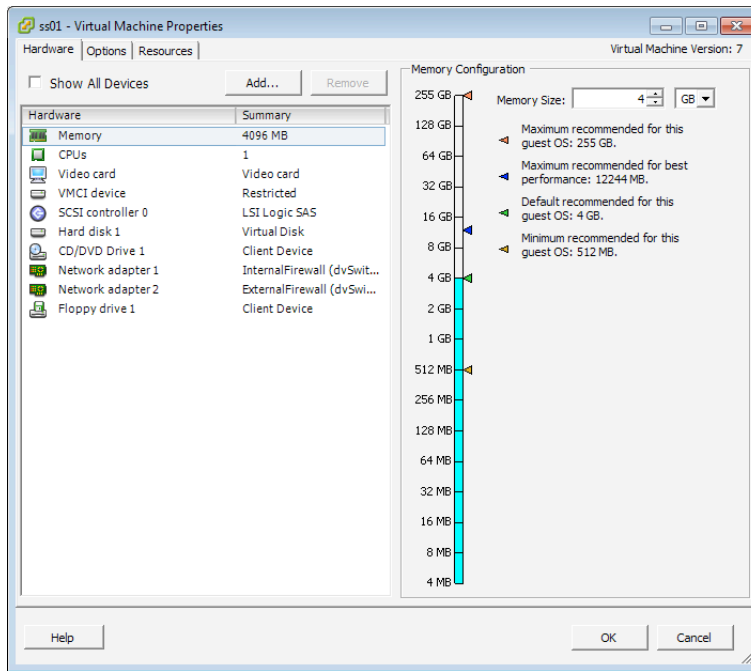 ss01 - Virtual Machine Properties
Hardware Options Resources
Virtual Machine Version: 7
Show All Devices
Add...
Remove
Hardware Summary
Memory 4096 MB
CPUs 1
Video card Video card
VMCI device Restricted
SCSI controller 0 LSI Logic SAS
Hard disk 1 Virtual Disk
CD/DVD Drive 1 Client Device
Network adapter 1 InternalFirewall (dvSwit...
Network adapter 2 ExternalFirewall (dvSwi...
Floppy drive 1 Client Device
Memory Configuration
255 GB
128 GB
64 GB
32 GB
16 GB
8 GB
4 GB
2 GB
1 GB
512 MB
256 MB
128 MB
64 MB
32 MB
16 MB
8 MB
4 MB
Memory Size: 4 GB
Maximum recommended for this
guest OS: 255 GB.
Maximum recommended for best
performance: 12244 MB.
Default recommended for this
guest OS: 4 GB.
Minimum recommended for this
guest OS: 512 MB.
Help
OK
Cancel